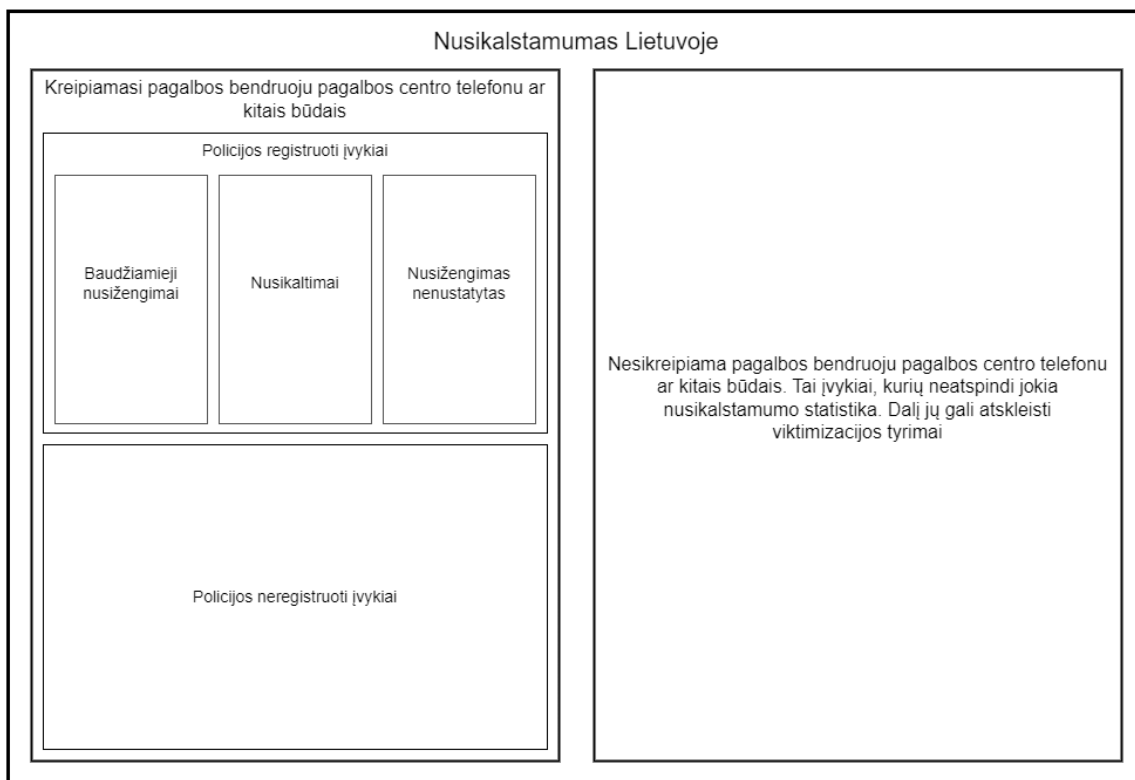 Nusikalstamumas Lietuvoje
Kreipiamasi pagalbos bendruoju pagalbos centro telefonu ar
kitais būdais
Policijos registruoti įvykiai
Baudžiamieji
nusižengimai
Nusikaltimai
Nusižengimas
nenustatytas
Policijos neregistruoti įvykiai
Nesikreipiama pagalbos bendruoju pagalbos centro telefonu
ar kitais būdais. Tai įvykiai, kurių neatspindi jokia
nusikalstamumo statistika. Dalį jų gali atskleisti
viktimizacijos tyrimai